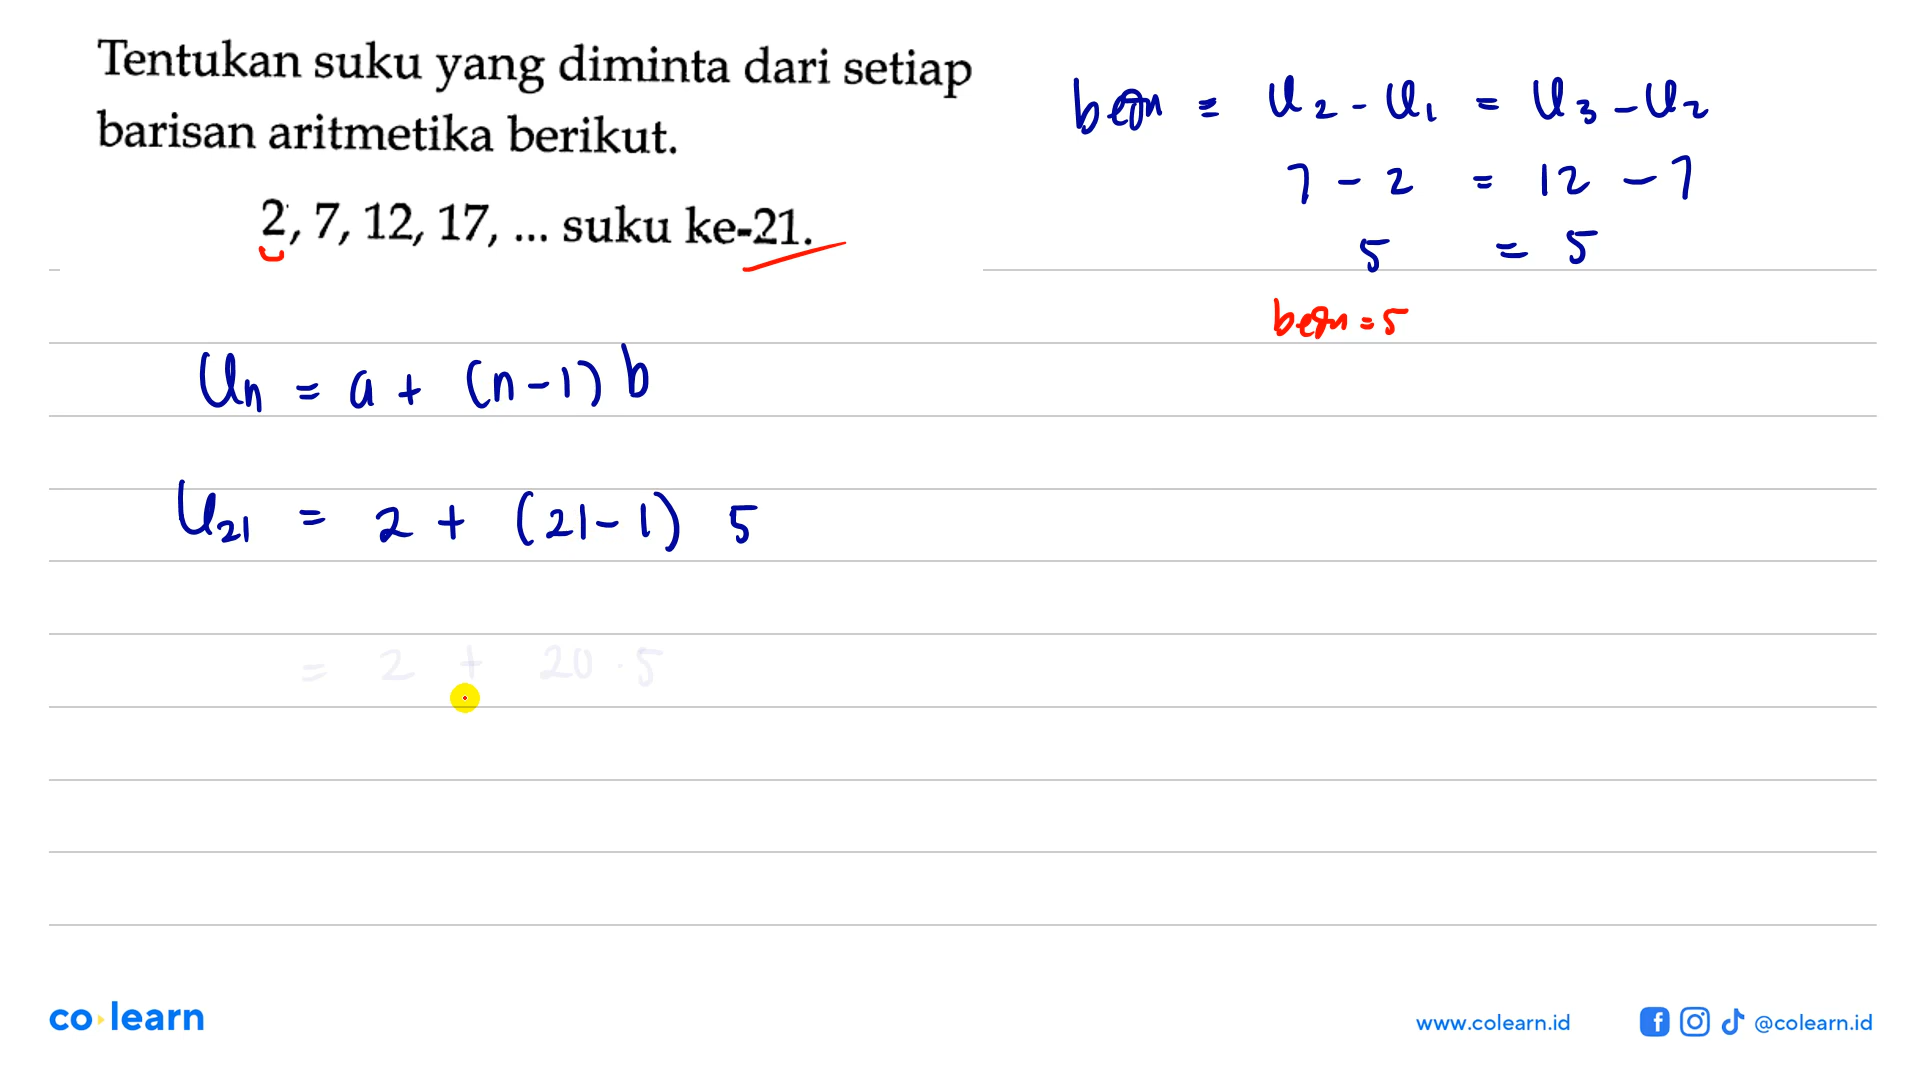 Tentukan suku yang diminta dari setiap
barisan aritmetika berikut.
2, 7, 12, 17, ... suku ke-21.
beda = U₂ - U₁ = U₃ - U₂
7 - 2 = 12 - 7
5 = 5
beda = 5
Uₙ = a + (n-1) b
U₂₁ = 2 + (21-1) 5
= 2 + 20 · 5
co learn
www.colearn.id
@colearn.id